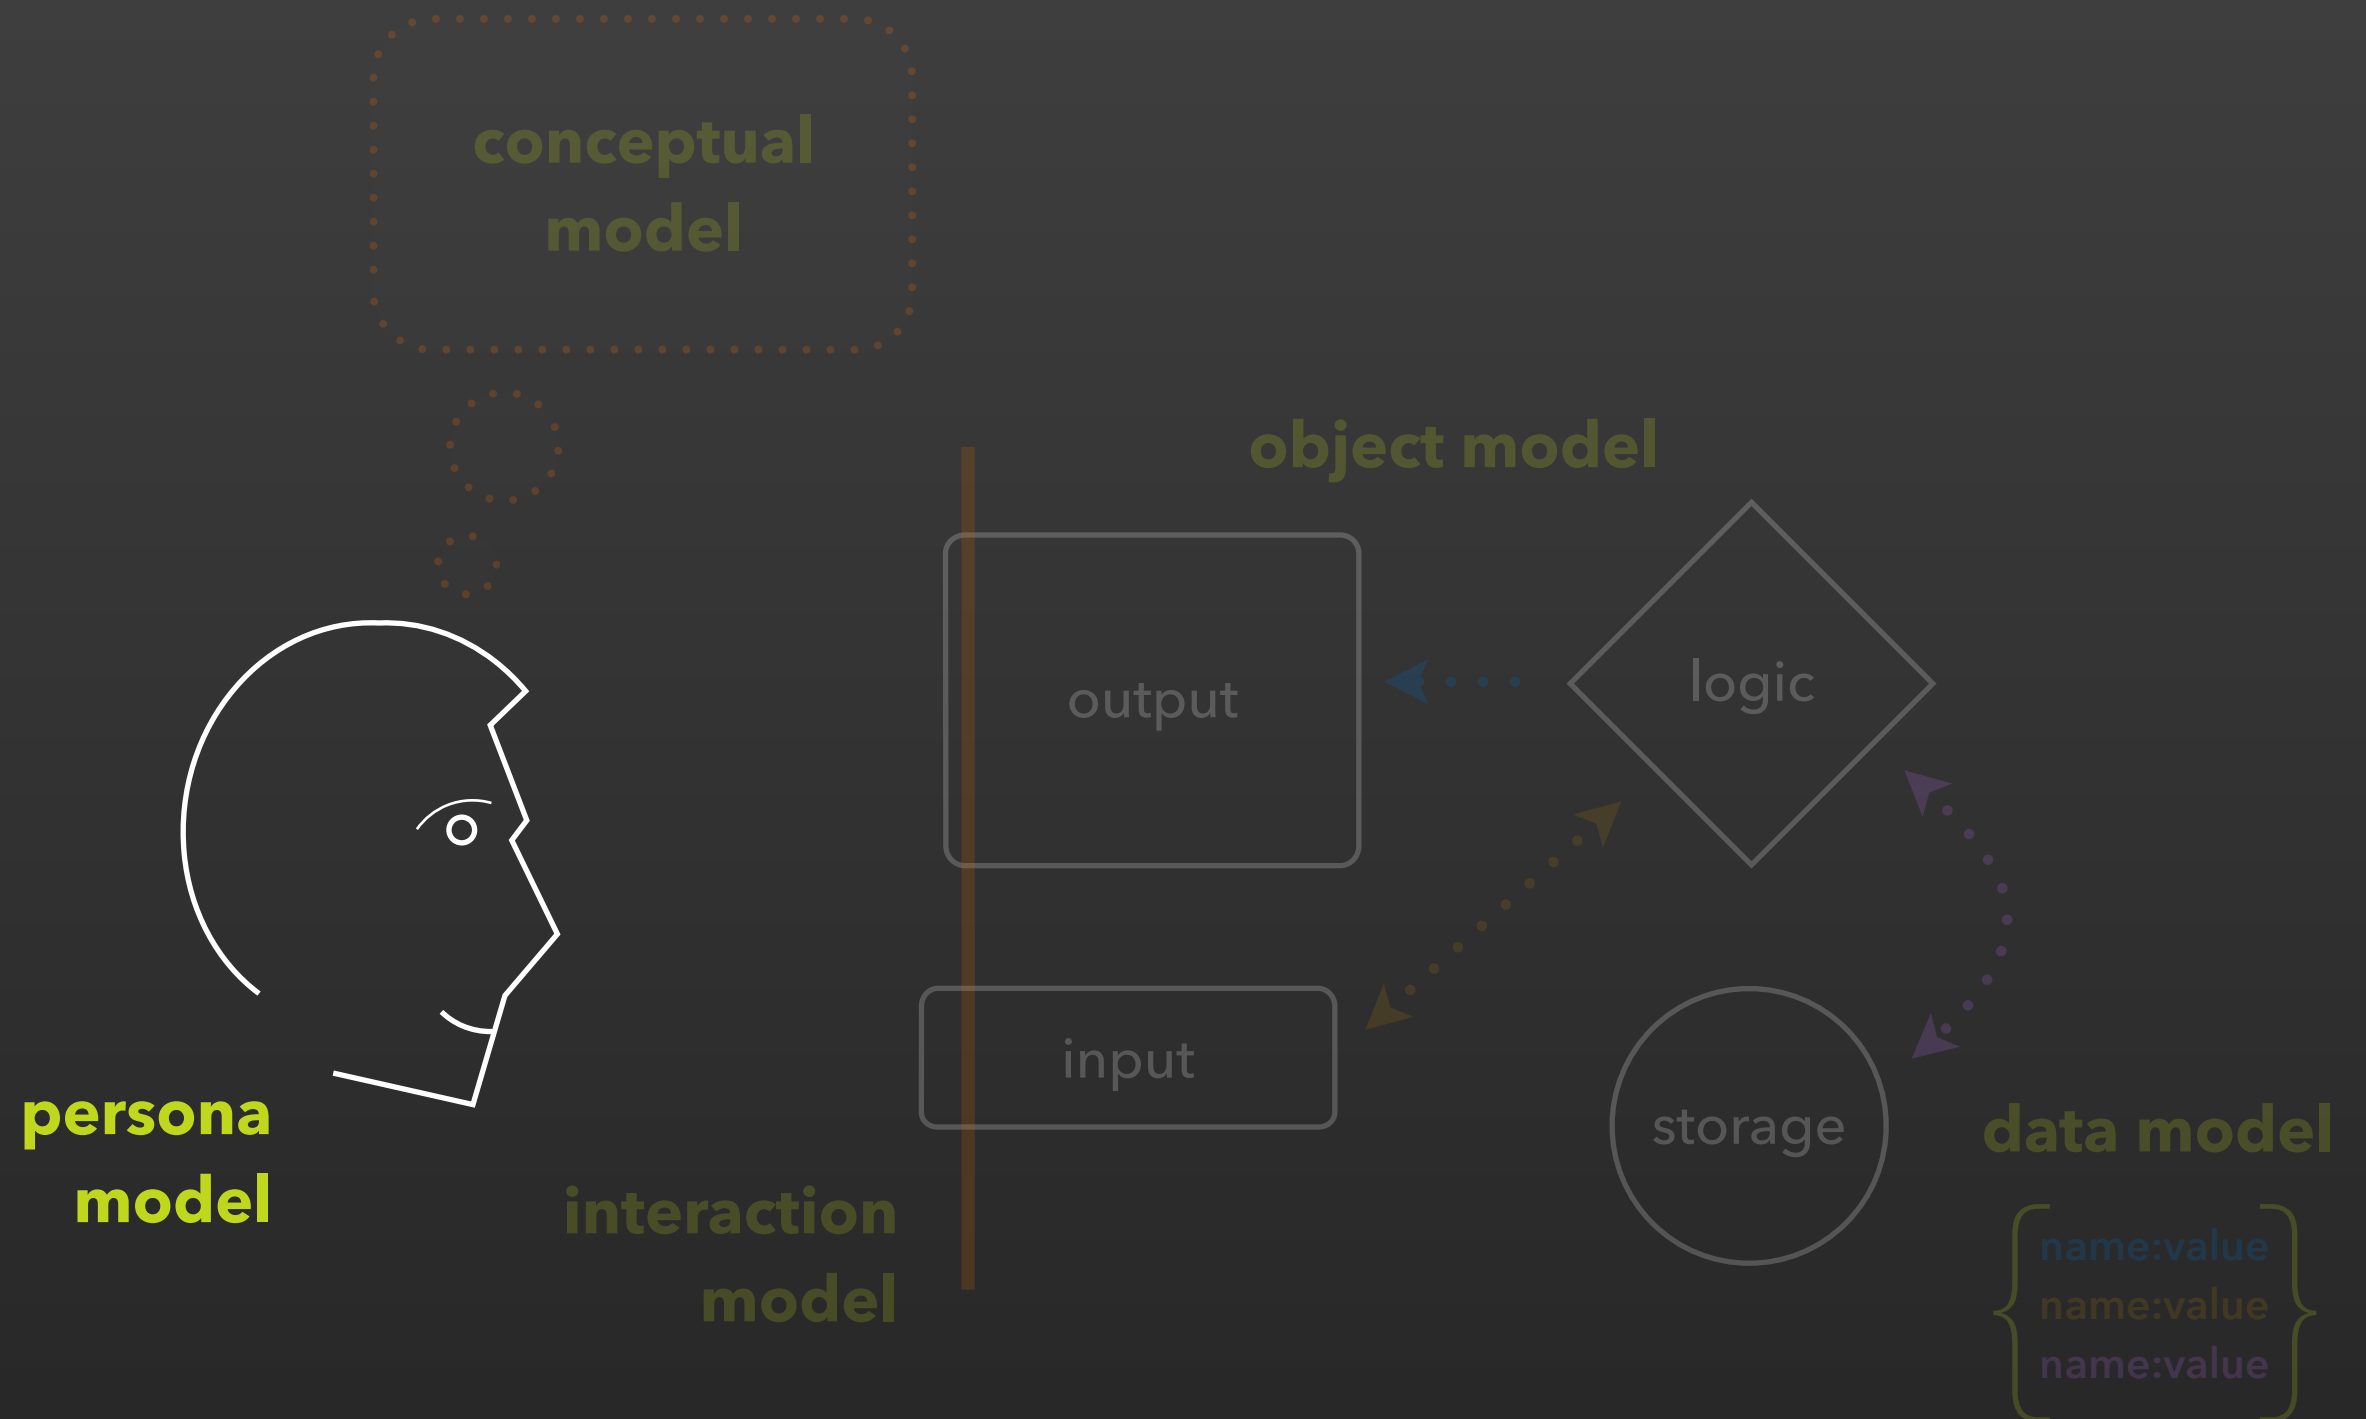 conceptual
model
object model
output
logic
input
persona
model
storage
data model
interaction
model
name:value
name:value
name:value